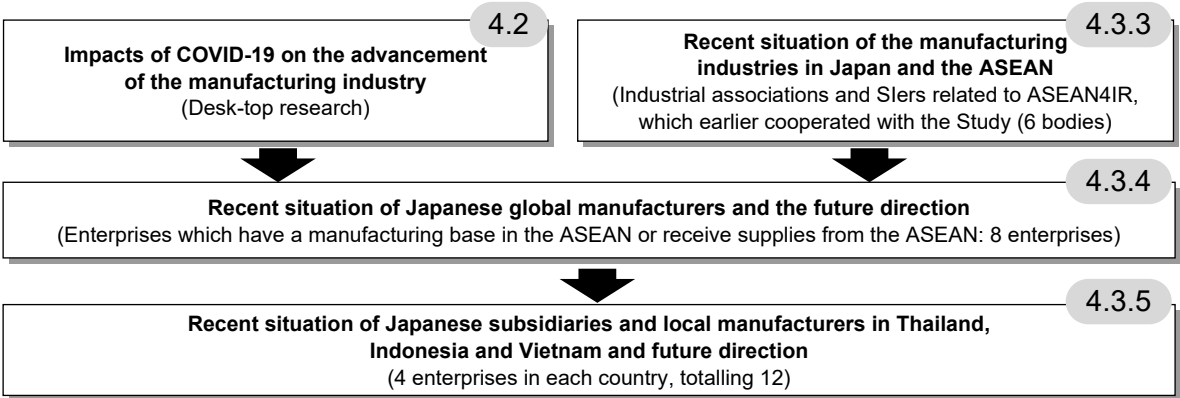 4.2
Impacts of COVID-19 on the advancement
of the manufacturing industry
(Desk-top research)
4.3.3
Recent situation of the manufacturing
industries in Japan and the ASEAN
(Industrial associations and SIers related to ASEAN4IR,
which earlier cooperated with the Study (6 bodies)
4.3.4
Recent situation of Japanese global manufacturers and the future direction
(Enterprises which have a manufacturing base in the ASEAN or receive supplies from the ASEAN: 8 enterprises)
4.3.5
Recent situation of Japanese subsidiaries and local manufacturers in Thailand,
Indonesia and Vietnam and future direction
(4 enterprises in each country, totalling 12)